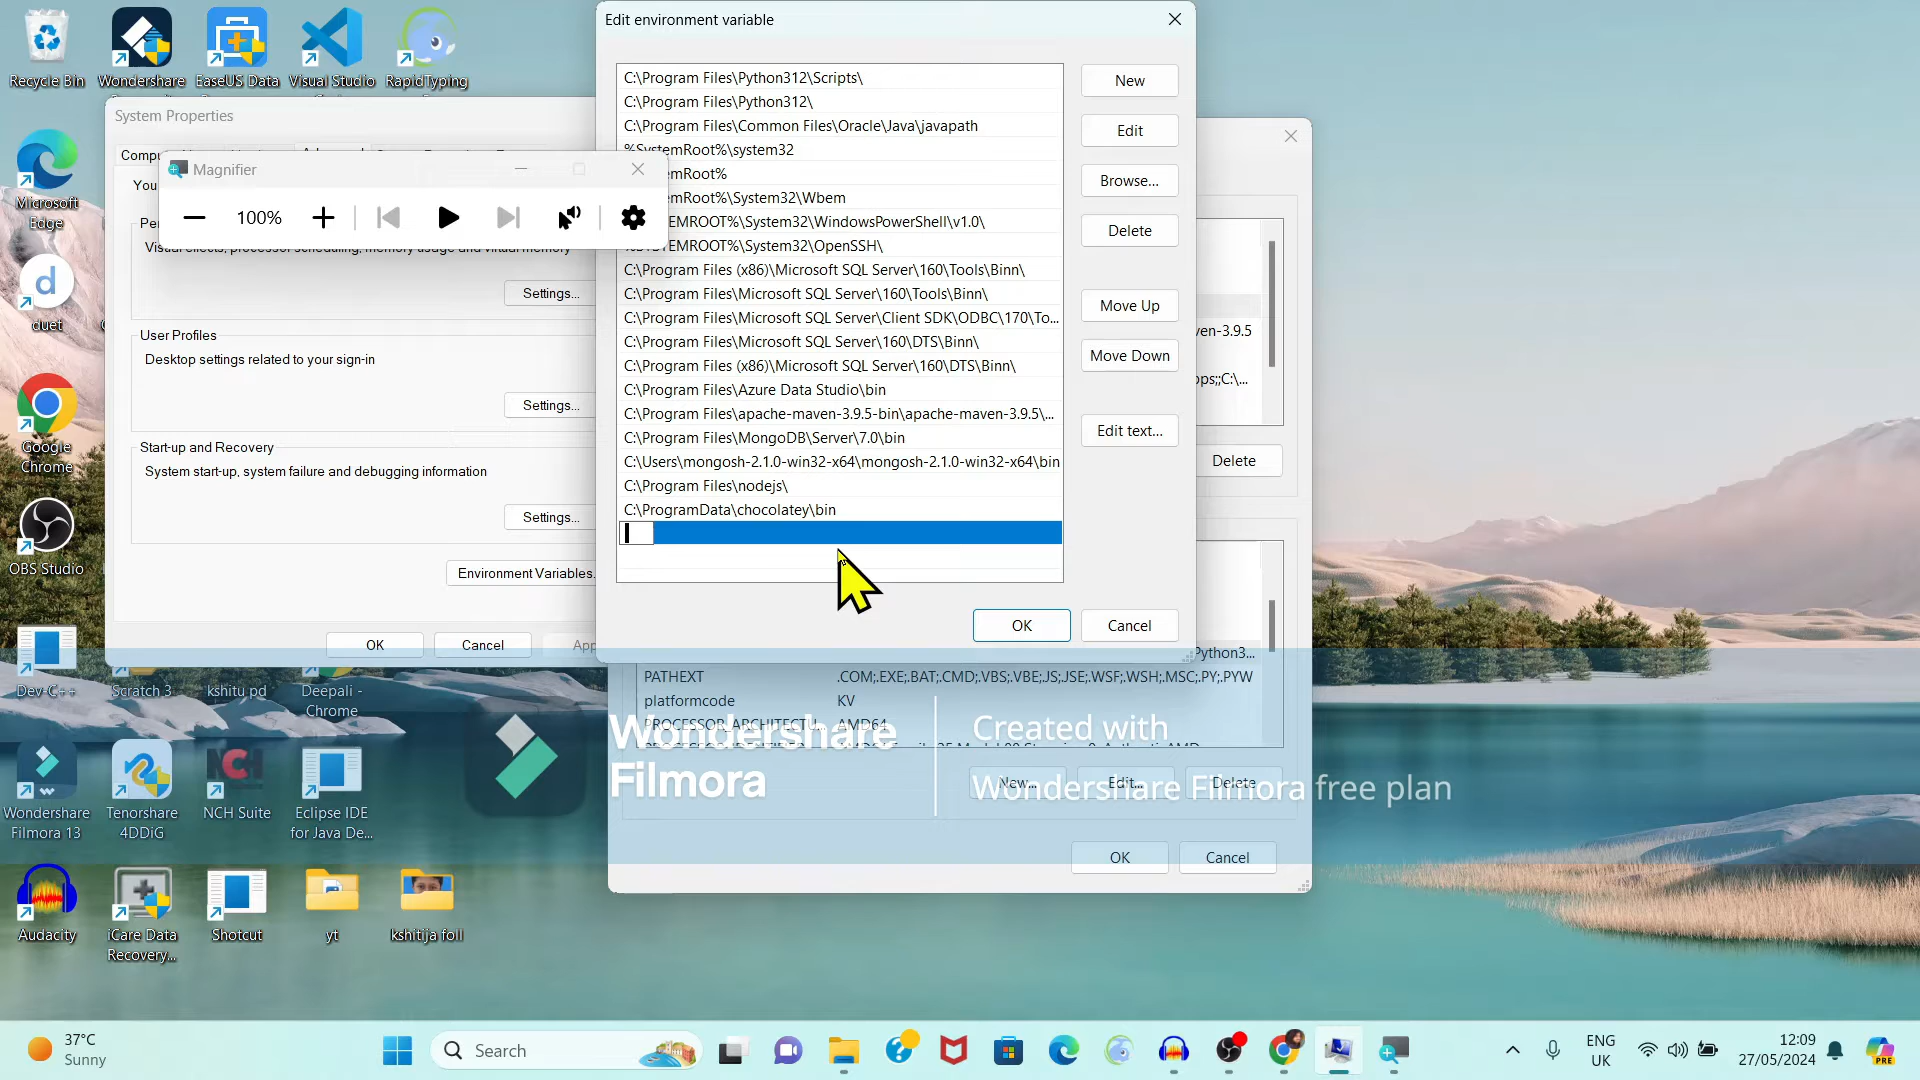 Recycle Bin
Wondershare
EaseUS Data
Visual Studio
RapidTyping
Microsoft
Edge
duet
Google
Chrome
OBS Studio
Dev-C++
Scratch 3
kshitu pd
Deepali -
Chrome
Wondershare
Filmora 13
Tenorshare
4DDiG
NCH Suite
Eclipse IDE
for Java De...
Audacity
iCare Data
Recovery...
Shotcut
yt
kshitija foll
System Properties
Magnifier
100%
Settings...
User Profiles
Desktop settings related to your sign-in
Settings...
Start-up and Recovery
System start-up, system failure and debugging information
Settings...
Environment Variables.
OK
Cancel
Edit environment variable
C:\Program Files\Python312\Scripts\
C:\Program Files\Python312\
C:\Program Files\Common Files\Oracle\Java\javapath
%SystemRoot%\system32
emRoot%
emRoot%\System32\Wbem
EMROOT%\System32\WindowsPowerShell\v1.0\
EMROOT%\System32\OpenSSH\
C:\Program Files (x86)\Microsoft SQL Server\160\Tools\Binn\
C:\Program Files\Microsoft SQL Server\160\Tools\Binn\
C:\Program Files\Microsoft SQL Server\Client SDK\ODBC\170\To...
C:\Program Files\Microsoft SQL Server\160\DTS\Binn\
C:\Program Files (x86)\Microsoft SQL Server\160\DTS\Binn\
C:\Program Files\Azure Data Studio\bin
C:\Program Files\apache-maven-3.9.5-bin\apache-maven-3.9.5\...
C:\Program Files\MongoDB\Server\7.0\bin
C:\Users\mongosh-2.1.0-win32-x64\mongosh-2.1.0-win32-x64\bin
C:\Program Files\nodejs\
C:\ProgramData\chocolatey\bin
New
Edit
Browse...
Delete
Move Up
Move Down
Edit text...
OK
Cancel
ven-3.9.5
ops;;C:\...
Delete
Python3...
PATHEXT .COM;.EXE;.BAT;.CMD;.VBS;.VBE;.JS;.JSE;.WSF;.WSH;.MSC;.PY;.PYW
platformcode KV
PROCESSOR_ARCHITECTU... AMD64
New...
Edit...
Delete
OK
Cancel
Wondershare
Filmora
Created with
Wondershare Filmora free plan
37°C
Sunny
Search
ENG
UK
12:09
27/05/2024
PRE